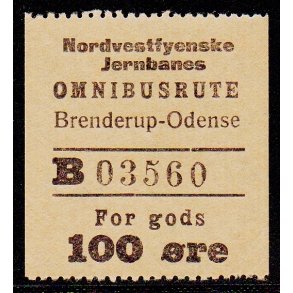 Nordvestfyenske
Jernbanes
OMNIBUSRUTE
Brenderup-Odense
B 03560
For gods
100 øre